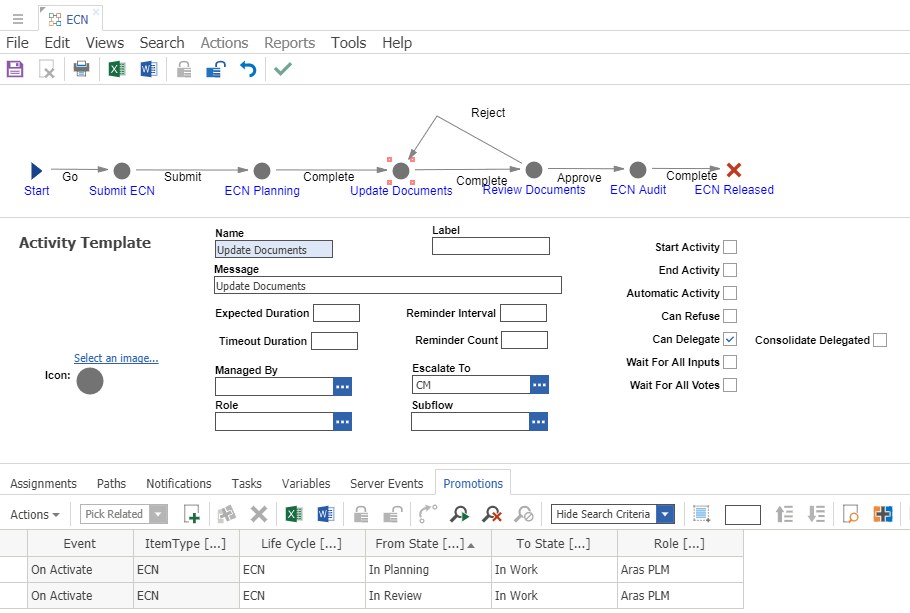 ECN
File Edit Views Search Actions Reports Tools Help
Reject
Go Submit Complete Complete Approve Complete
Start Submit ECN ECN Planning Update Documents Review Documents ECN Audit ECN Released
Activity Template
Name Label
Update Documents
Start Activity
Message
End Activity
Update Documents
Automatic Activity
Expected Duration Reminder Interval Can Refuse
Timeout Duration Reminder Count Can Delegate Consolidate Delegated
Select an image...
Wait For All Inputs
Icon: Managed By Escalate To
CM
Wait For All Votes
Role Subflow
Assignments Paths Notifications Tasks Variables Server Events Promotions
Actions Pick Related Hide Search Criteria
Event ItemType [...] Life Cycle [...] From State [...] To State [...] Role [...]
On Activate ECN ECN In Planning In Work Aras PLM
On Activate ECN ECN In Review In Work Aras PLM